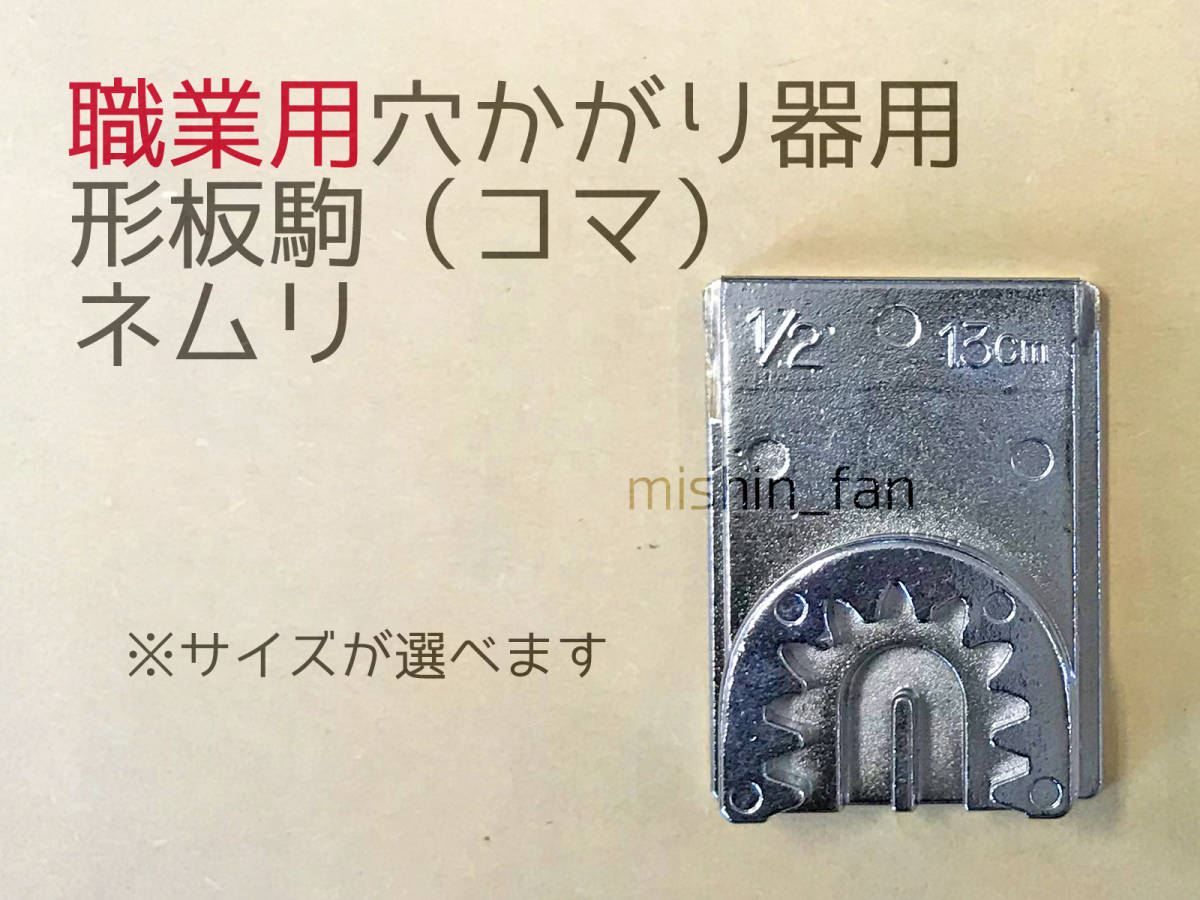 職業用穴かがり器用
形板駒（コマ）
ネムリ
1/2" 1.3cm
mishin_fan
※サイズが選べます